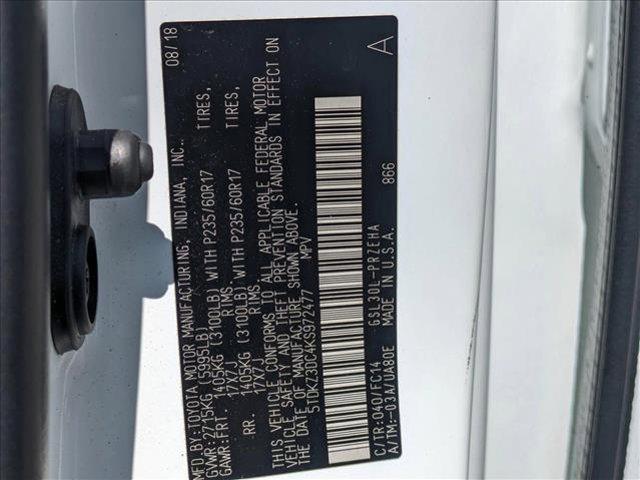 MFD.BY:TOYOTA MOTOR MANUFACTURING, INDIANA, INC. 08/18
GVWR:2715KG (5995LB)
GAWR:FRT. 1405KG (3100LB) WITH P235/60R17 TIRES,
17X7J RIMS,
RR. 1405KG (3100LB) WITH P235/60R17 TIRES,
17X7J RIMS,
THIS VEHICLE CONFORMS TO ALL APPLICABLE FEDERAL MOTOR
VEHICLE SAFETY AND THEFT PREVENTION STANDARDS IN EFFECT ON
THE DATE OF MANUFACTURE SHOWN ABOVE.
5TDKZ3DC4KS972477 MPV
C/TR:040/FC14 GSL30L-PRZEHA 866 A
A/TM:-03A/UA80E MADE IN U.S.A.